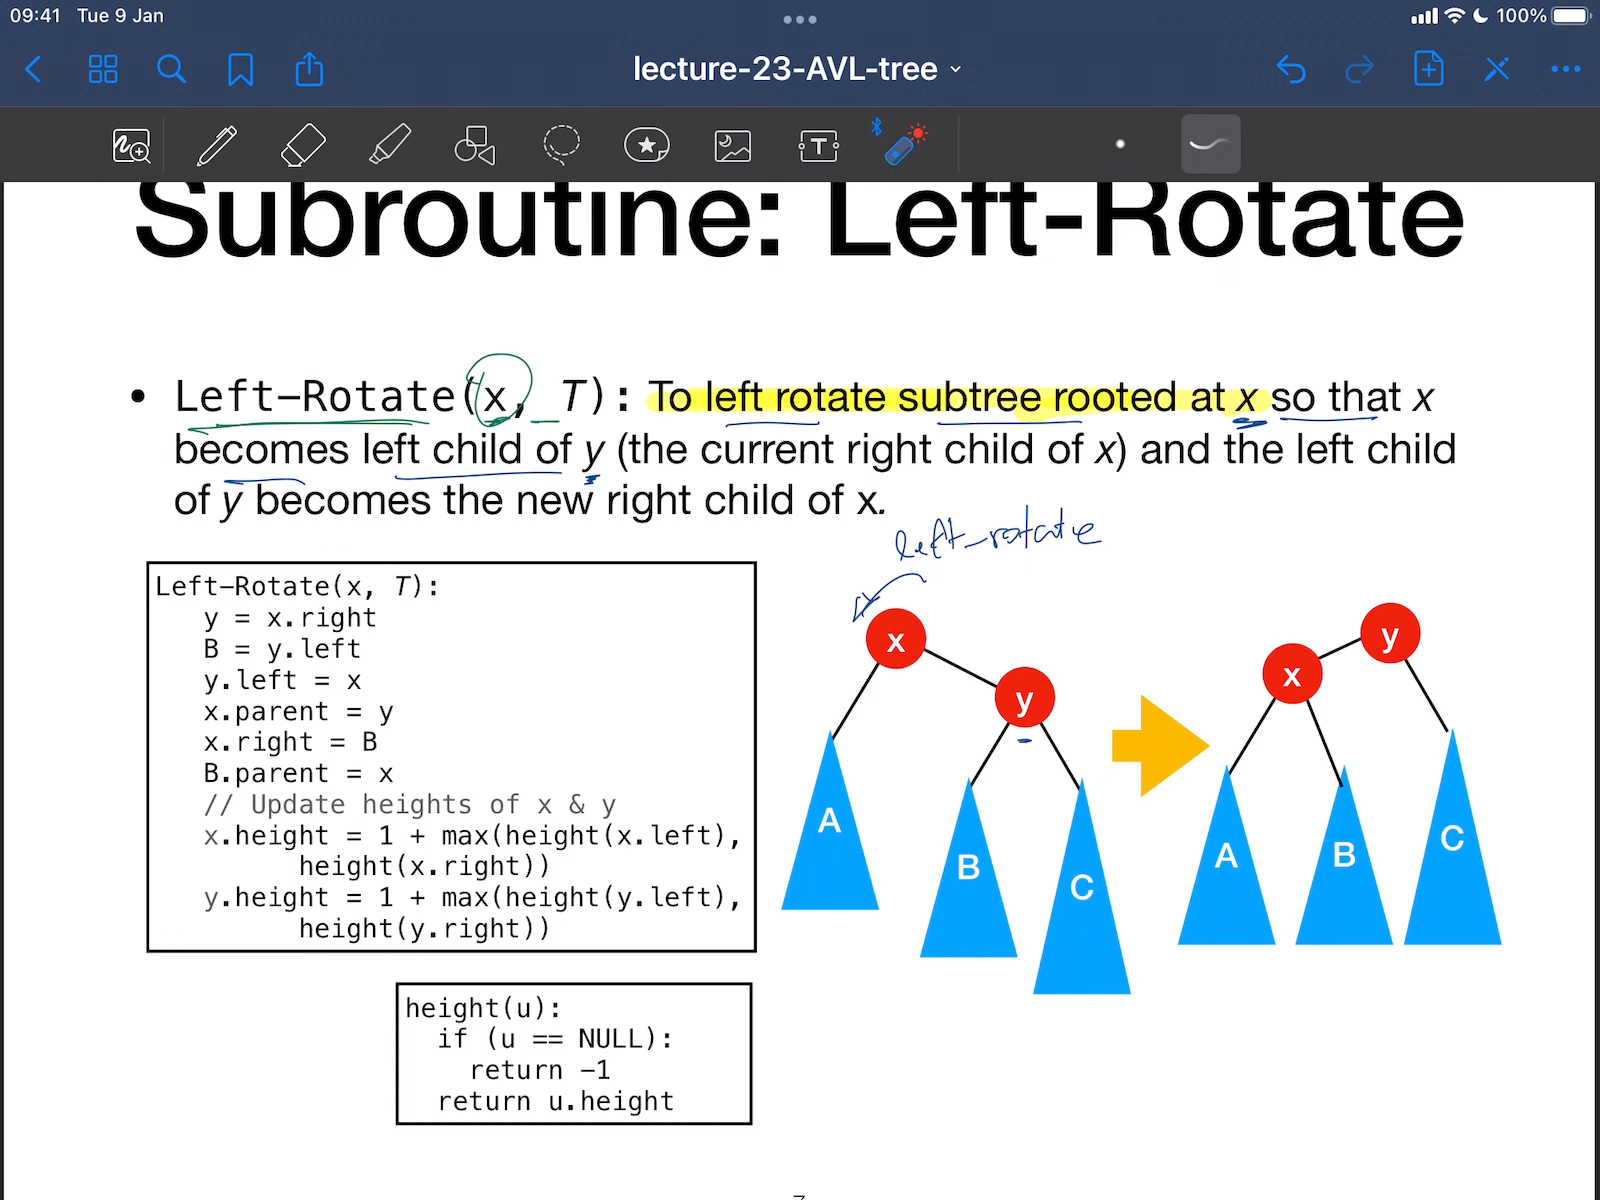 09:41 Tue 9 Jan
100%
lecture-23-AVL-tree
T
Subroutine: Left-Rotate
• Left-Rotate(x, T): To left rotate subtree rooted at x so that x
becomes left child of y (the current right child of x) and the left child
of y becomes the new right child of x.
left-rotate
Left-Rotate(x, T):
y = x.right
B = y.left
y.left = x
x.parent = y
x.right = B
B.parent = x
// Update heights of x & y
x.height = 1 + max(height(x.left),
height(x.right))
y.height = 1 + max(height(y.left),
height(y.right))
x
y
A
B
C
y
x
A
B
C
height(u):
if (u == NULL):
return -1
return u.height